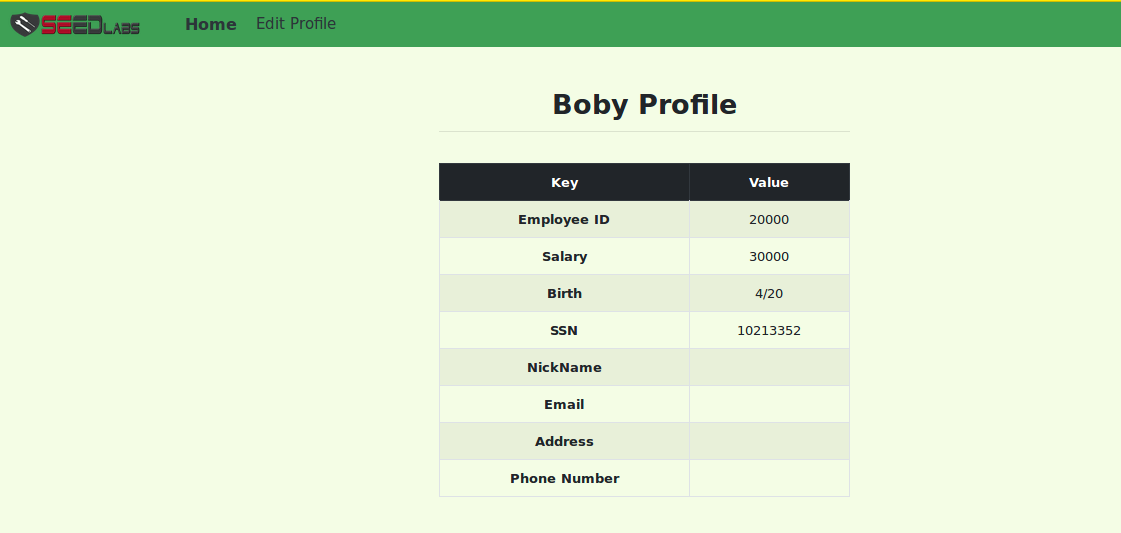 SEEDLABS Home Edit Profile
Boby Profile
Key Value
Employee ID 20000
Salary 30000
Birth 4/20
SSN 10213352
NickName
Email
Address
Phone Number